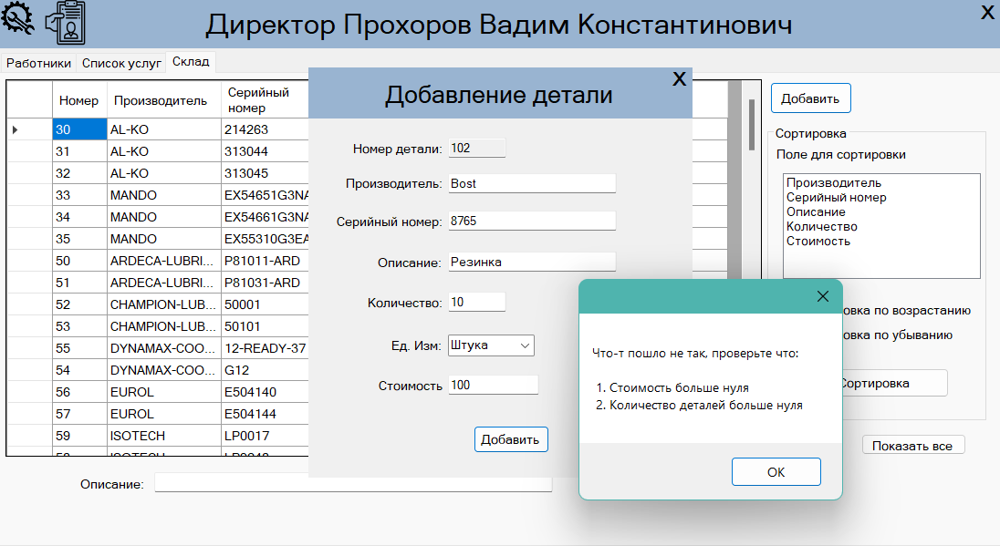 Директор Прохоров Вадим Константинович
X
Работники Список услуг Склад
Номер Производитель Серийный номер
30 AL-KO 214263
31 AL-KO 313044
32 AL-KO 313045
33 MANDO EX54651G3NA
34 MANDO EX54661G3NA
35 MANDO EX55310G3EA
50 ARDECA-LUBRI... P81011-ARD
51 ARDECA-LUBRI... P81031-ARD
52 CHAMPION-LUB... 50001
53 CHAMPION-LUB... 50101
55 DYNAMAX-COO... 12-READY-37
54 DYNAMAX-COO... G12
56 EUROL E504140
57 EUROL E504144
59 ISOTECH LP0017
Описание:
Добавление детали
X
Номер детали: 102
Производитель: Bost
Серийный номер: 8765
Описание: Резинка
Количество: 10
Ед. Изм: Штука
Стоимость 100
Добавить
Что-т пошло не так, проверьте что:
1. Стоимость больше нуля
2. Количество деталей больше нуля
OK
Добавить
Сортировка
Поле для сортировки
Производитель
Серийный номер
Описание
Количество
Стоимость
овка по возрастанию
овка по убыванию
Сортировка
Показать все